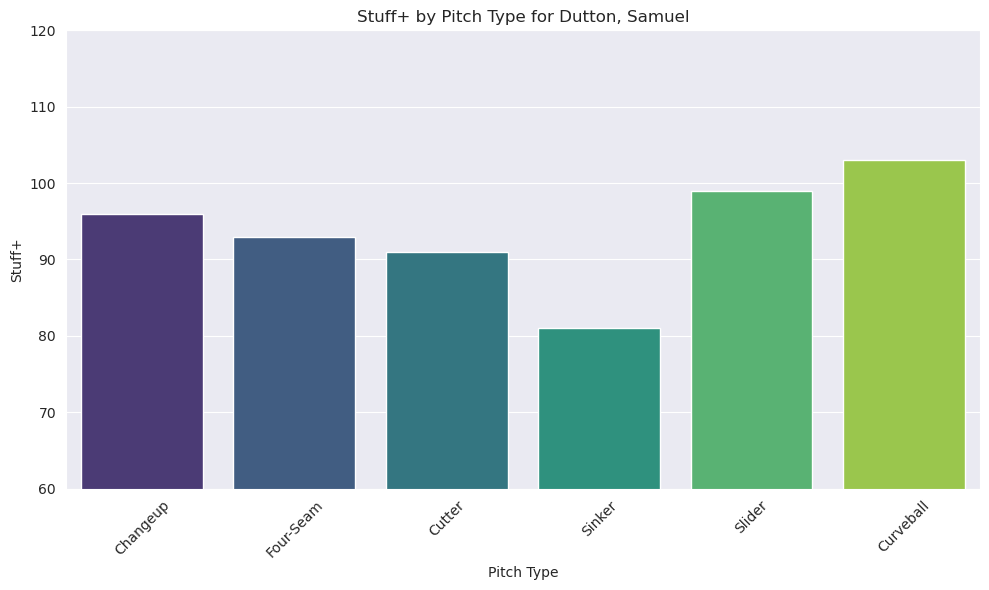 Stuff+ by Pitch Type for Dutton, Samuel
120
110
100
90
80
70
60
Stuff+
Changeup
Four-Seam
Cutter
Sinker
Slider
Curveball
Pitch Type